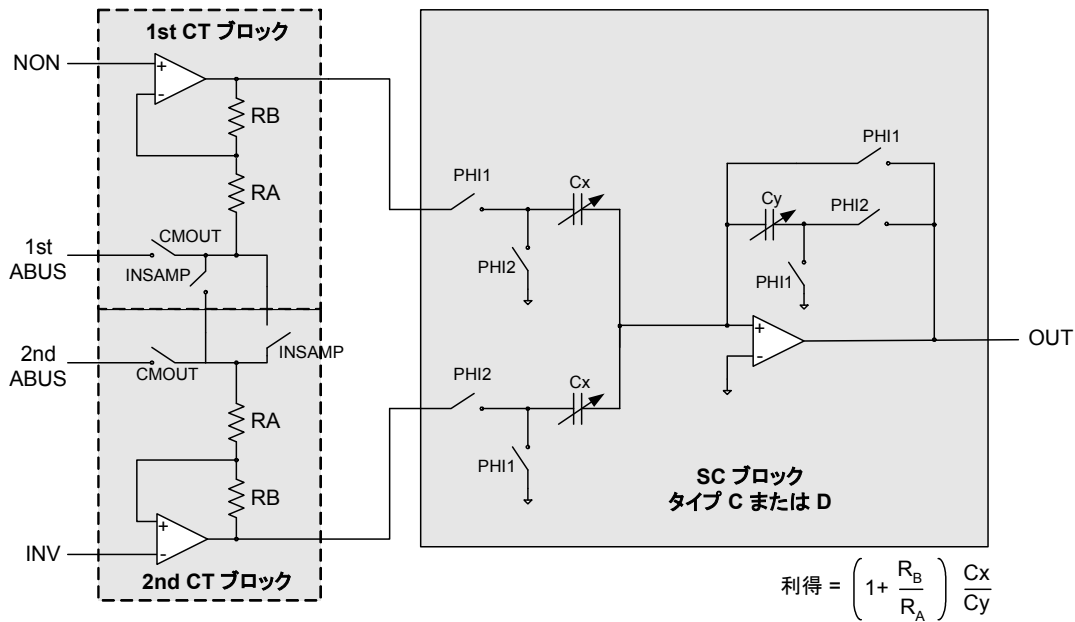 1st CT ブロック
NON
+
-
RB
RA
1st
ABUS
CMOUT
INSAMP
2nd
ABUS
CMOUT
INSAMP
RA
RB
+
-
INV
2nd CT ブロック
PHI1
Cx
PHI2
PHI2
Cx
PHI1
PHI1
Cy
PHI2
PHI1
+
-
OUT
SC ブロック
タイプ C または D
利得 = (1+ R_B / R_A) Cx / Cy